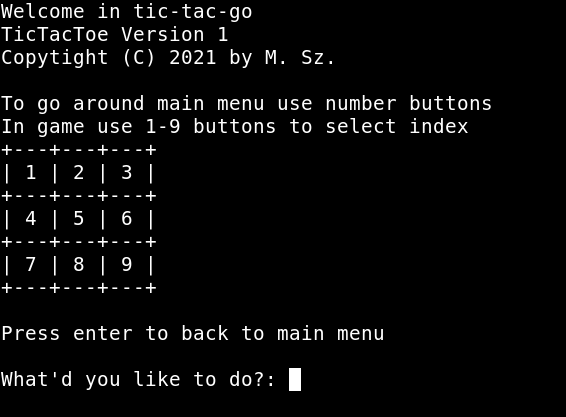 Welcome in tic-tac-go
TicTacToe Version 1
Copytight (C) 2021 by M. Sz.

To go around main menu use number buttons
In game use 1-9 buttons to select index
+---+---+---+
| 1 | 2 | 3 |
+---+---+---+
| 4 | 5 | 6 |
+---+---+---+
| 7 | 8 | 9 |
+---+---+---+

Press enter to back to main menu

What'd you like to do?: